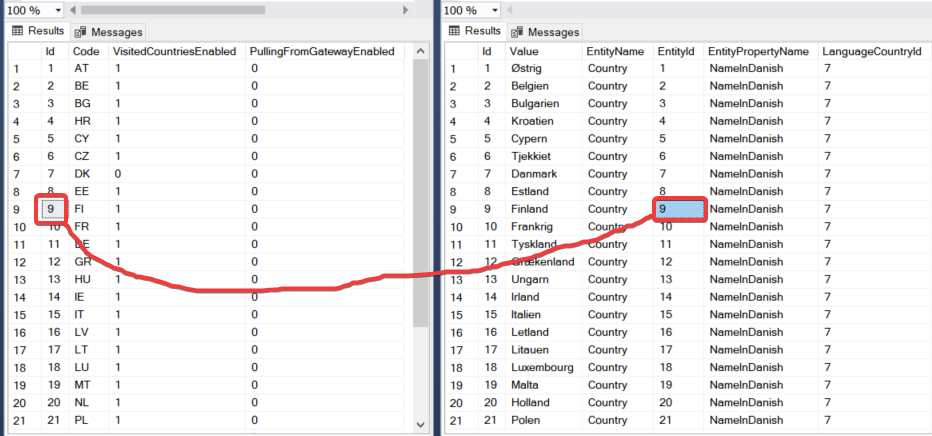 100 % 100 %
Results Messages Results Messages
Id Code VisitedCountriesEnabled PullingFromGatewayEnabled Id Value EntityName EntityId EntityPropertyName LanguageCountryId
1 1 AT 1 0 1 1 Østrig Country 1 NameInDanish 7
2 2 BE 1 0 2 2 Belgien Country 2 NameInDanish 7
3 3 BG 1 0 3 3 Bulgarien Country 3 NameInDanish 7
4 4 HR 1 0 4 4 Kroatien Country 4 NameInDanish 7
5 5 CY 1 0 5 5 Cypern Country 5 NameInDanish 7
6 6 CZ 1 0 6 6 Tjekkiet Country 6 NameInDanish 7
7 7 DK 0 0 7 7 Danmark Country 7 NameInDanish 7
8 8 EE 1 0 8 8 Estland Country 8 NameInDanish 7
9 9 FI 1 0 9 9 Finland Country 9 NameInDanish 7
10 10 FR 1 0 10 10 Frankrig Country 10 NameInDanish 7
11 11 DE 1 0 11 11 Tyskland Country 11 NameInDanish 7
12 12 GR 1 0 12 12 Grækenland Country 12 NameInDanish 7
13 13 HU 1 0 13 13 Ungarn Country 13 NameInDanish 7
14 14 IE 1 0 14 14 Irland Country 14 NameInDanish 7
15 15 IT 1 0 15 15 Italien Country 15 NameInDanish 7
16 16 LV 1 0 16 16 Letland Country 16 NameInDanish 7
17 17 LT 1 0 17 17 Litauen Country 17 NameInDanish 7
18 18 LU 1 0 18 18 Luxembourg Country 18 NameInDanish 7
19 19 MT 1 0 19 19 Malta Country 19 NameInDanish 7
20 20 NL 1 0 20 20 Holland Country 20 NameInDanish 7
21 21 PL 1 0 21 21 Polen Country 21 NameInDanish 7